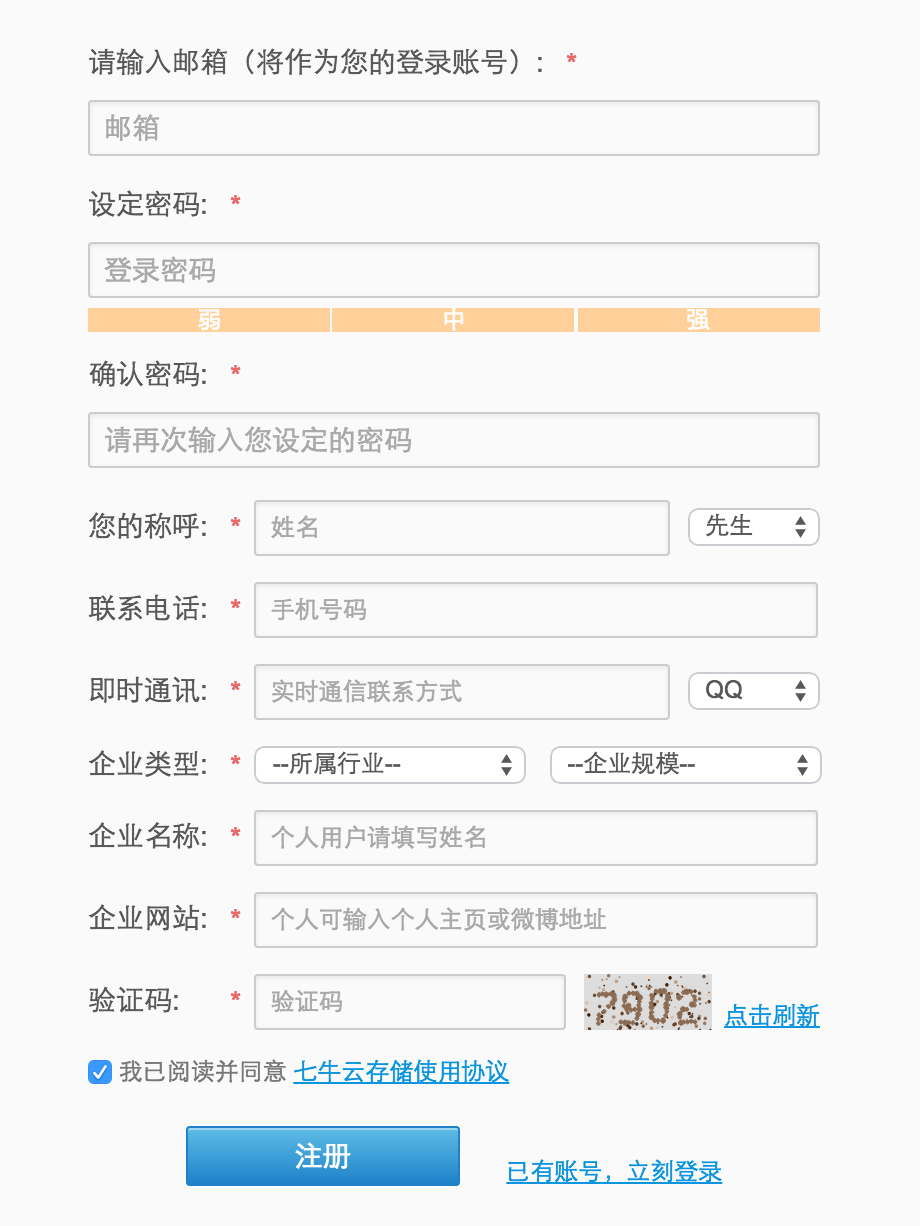 请输入邮箱（将作为您的登录账号）: *
邮箱
设定密码: *
登录密码
弱 中 强
确认密码: *
请再次输入您设定的密码
您的称呼: * 姓名 先生
联系电话: * 手机号码
即时通讯: * 实时通信联系方式 QQ
企业类型: * --所属行业-- --企业规模--
企业名称: * 个人用户请填写姓名
企业网站: * 个人可输入个人主页或微博地址
验证码: * 验证码 7902 点击刷新
我已阅读并同意 七牛云存储使用协议
注册 已有账号，立刻登录